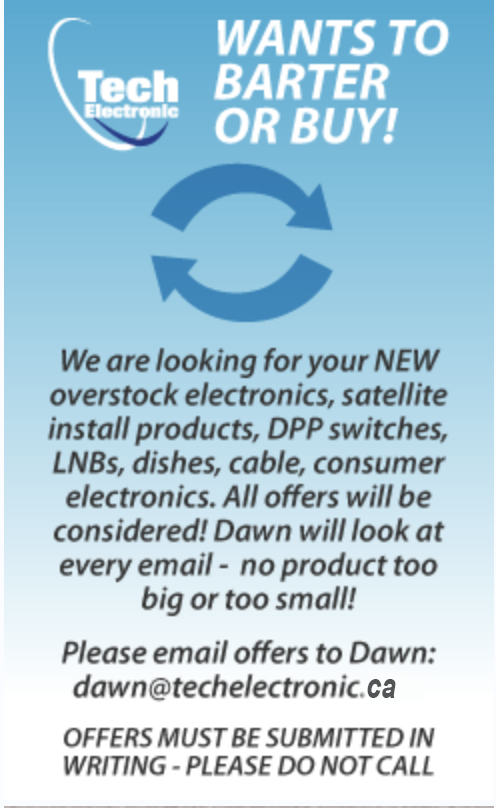 Tech
Electronic
WANTS TO
BARTER
OR BUY!
We are looking for your NEW
overstock electronics, satellite
install products, DPP switches,
LNBs, dishes, cable, consumer
electronics. All offers will be
considered! Dawn will look at
every email - no product too
big or too small!
Please email offers to Dawn:
dawn@techelectronic.ca
OFFERS MUST BE SUBMITTED IN
WRITING - PLEASE DO NOT CALL